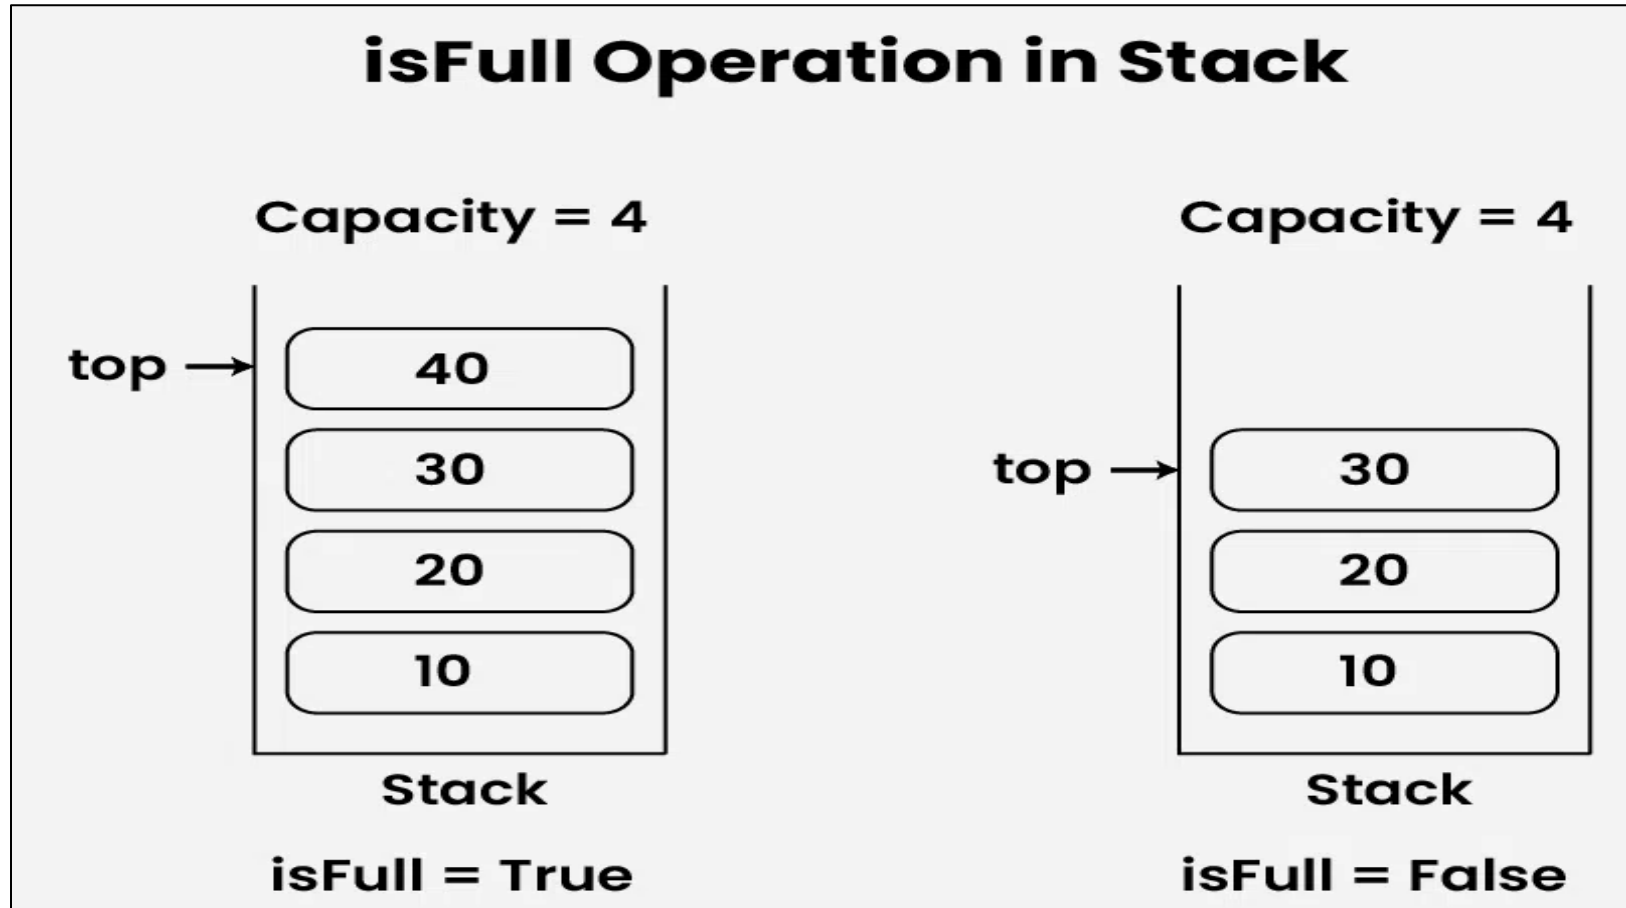 isFull Operation in Stack
Capacity = 4
top
40
30
20
10
Stack
isFull = True
Capacity = 4
top
30
20
10
Stack
isFull = False